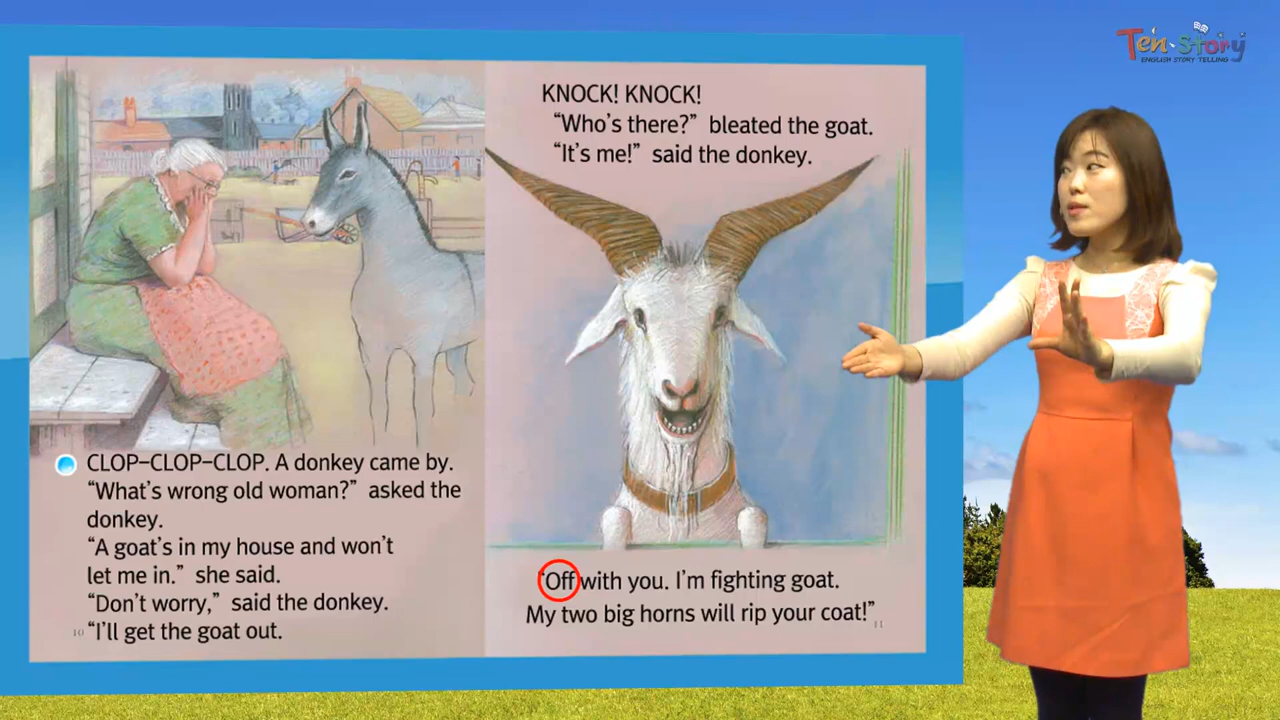 Ten-Story
ENGLISH STORY TELLING
CLOP-CLOP-CLOP. A donkey came by.
"What's wrong old woman?" asked the
donkey.
"A goat's in my house and won't
let me in." she said.
"Don't worry," said the donkey.
"I'll get the goat out.
10
KNOCK! KNOCK!
"Who's there?" bleated the goat.
"It's me!" said the donkey.
"Off with you. I'm fighting goat.
My two big horns will rip your coat!"
11